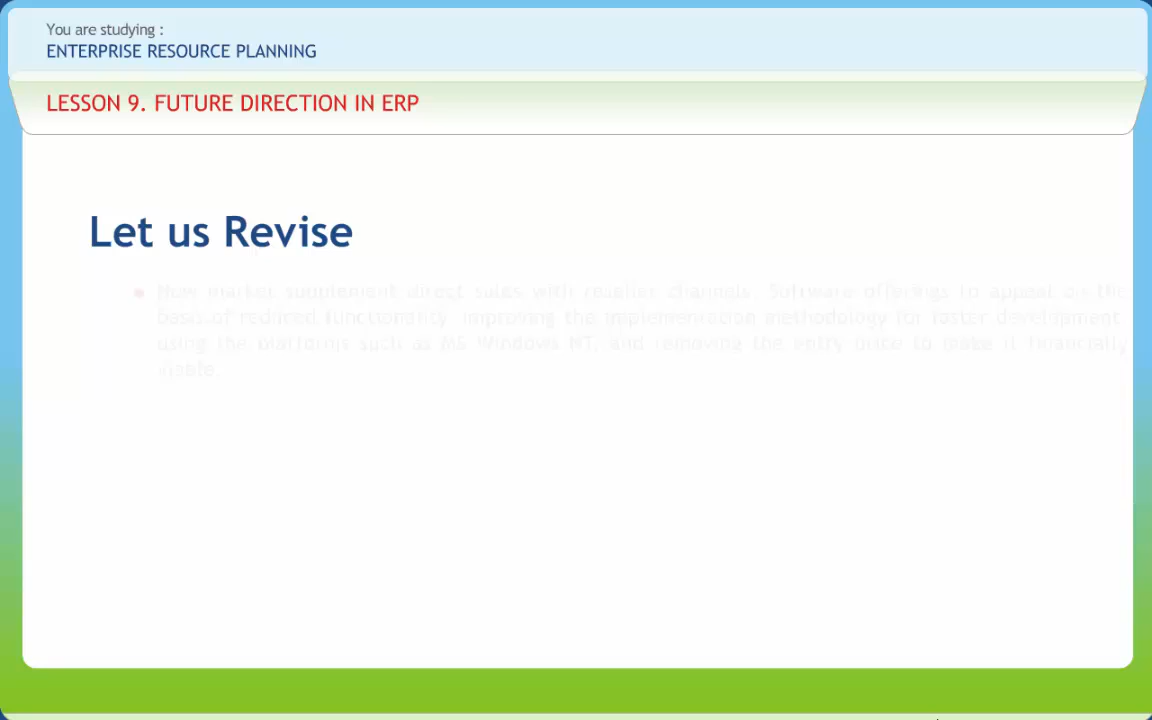 You are studying :
ENTERPRISE RESOURCE PLANNING
LESSON 9. FUTURE DIRECTION IN ERP
Let us Revise
market supplement direct sales with reseller channels. Software offerings to appeal on the
basis of reduced functionality, improving the implementation methodology for faster development
using the platforms such as MS Windows NT, and removing the entry price to make it financially
viable.